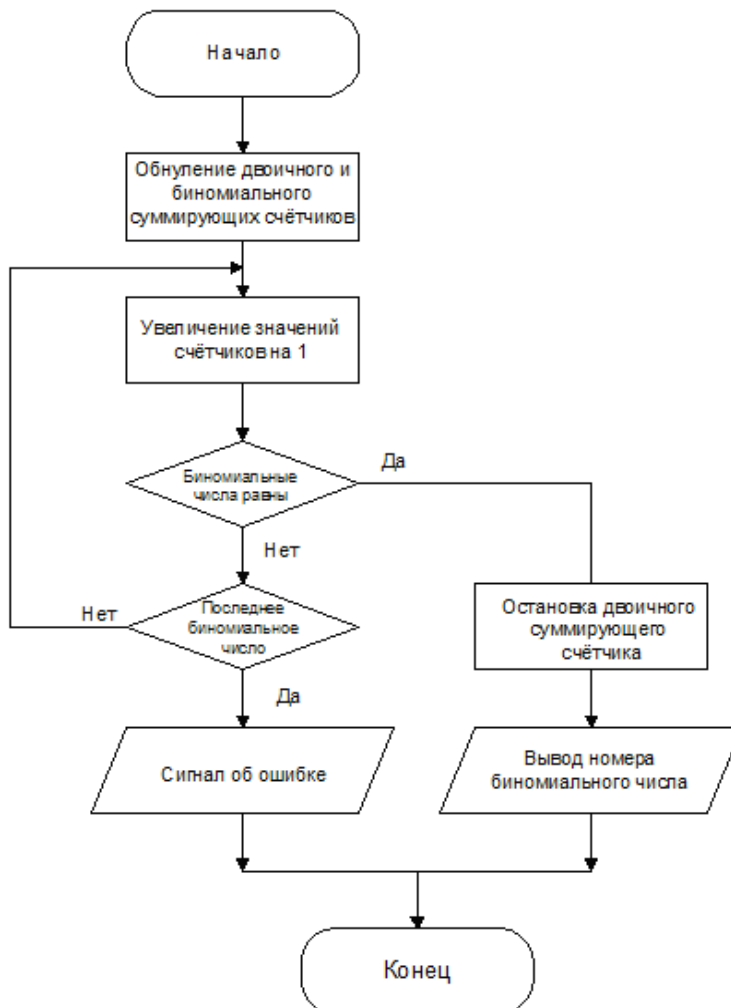 Начало
Обнуление двоичного и
биномиального
суммирующих счётчиков
Увеличение значений
счётчиков на 1
Биномиальные
числа равны
Да
Нет
Последнее
биномиальное
число
Нет
Да
Остановка двоичного
суммирующего
счётчика
Сигнал об ошибке
Вывод номера
биномиального числа
Конец